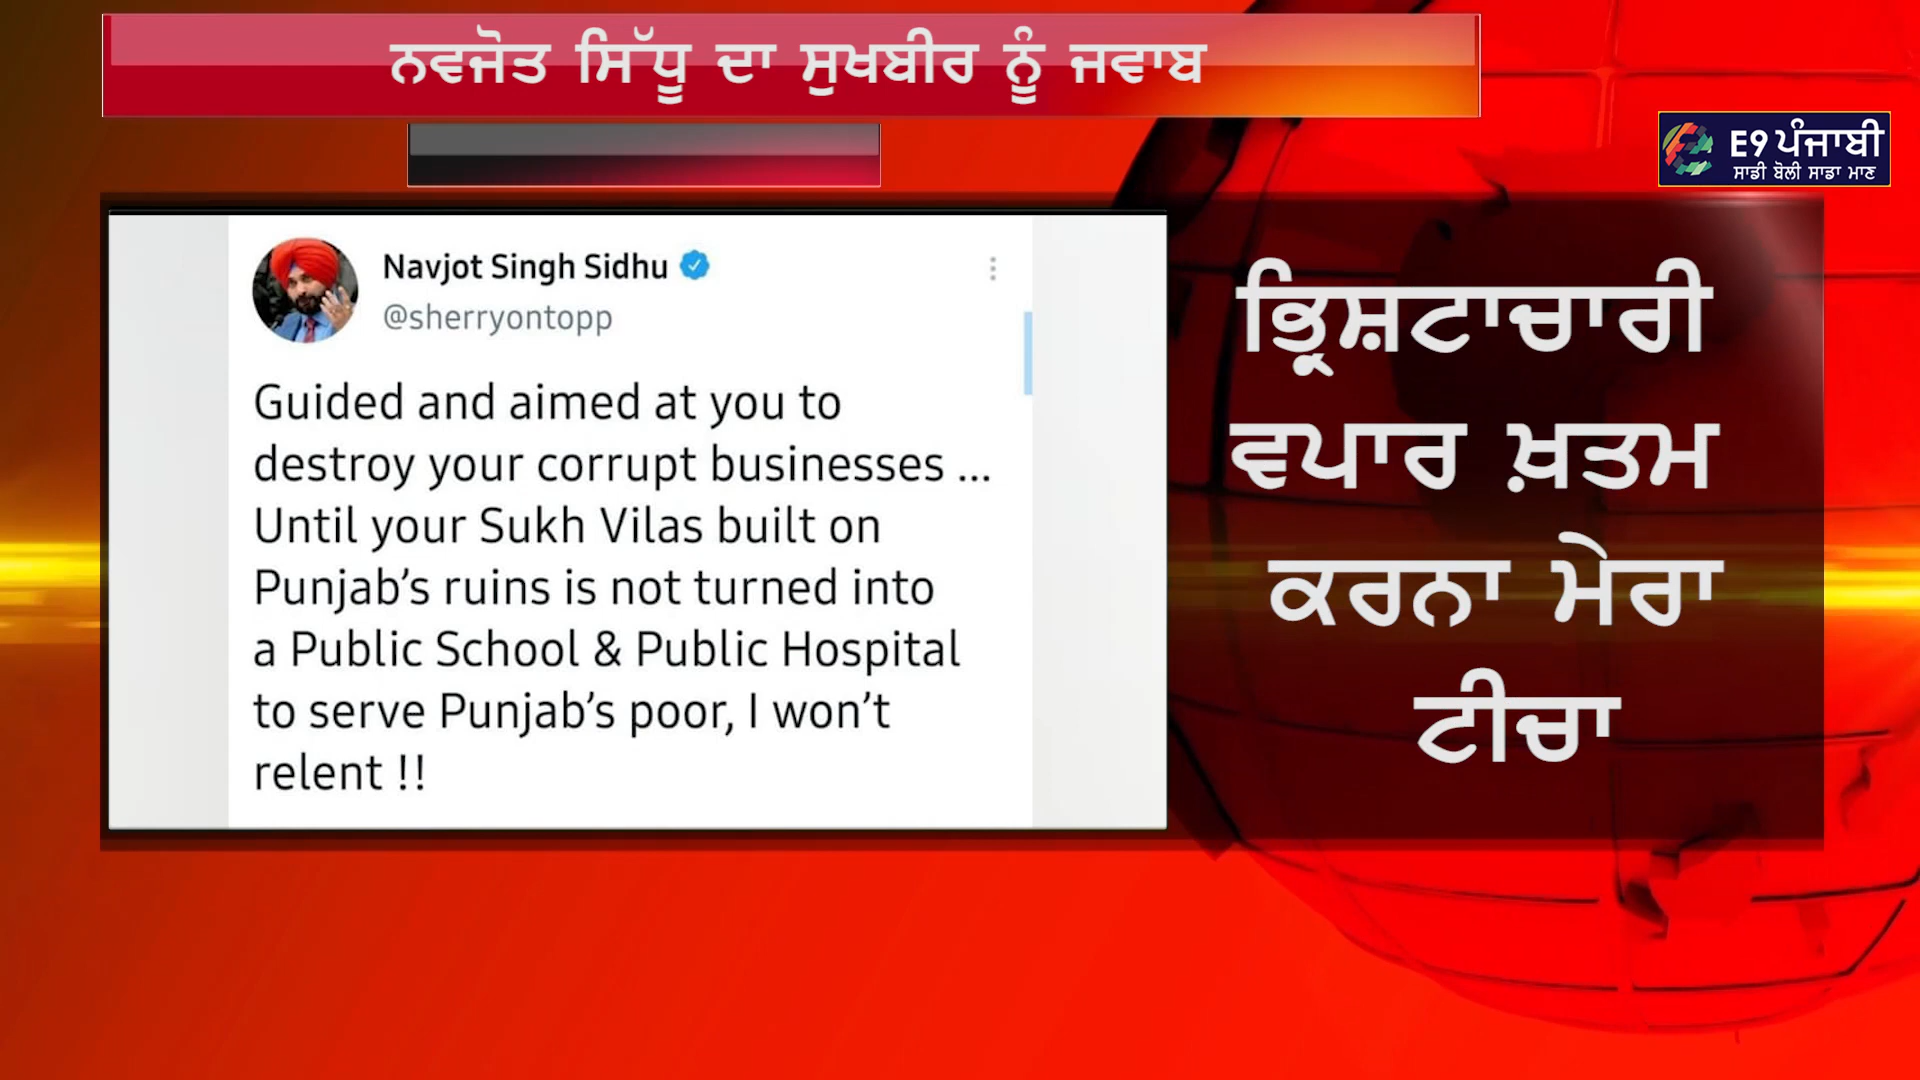 ਨਵਜੋਤ ਸਿੱਧੂ ਦਾ ਸੁਖਬੀਰ ਨੂੰ ਜਵਾਬ
E9 ਪੰਜਾਬੀ
ਸਾਡੀ ਬੋਲੀ ਸਾਡਾ ਮਾਣ
Navjot Singh Sidhu
@sherryontopp
Guided and aimed at you to
destroy your corrupt businesses ...
Until your Sukh Vilas built on
Punjab’s ruins is not turned into
a Public School & Public Hospital
to serve Punjab’s poor, I won’t
relent !!
ਭ੍ਰਿਸ਼ਟਾਚਾਰੀ
ਵਪਾਰ ਖ਼ਤਮ
ਕਰਨਾ ਮੇਰਾ
ਟੀਚਾ